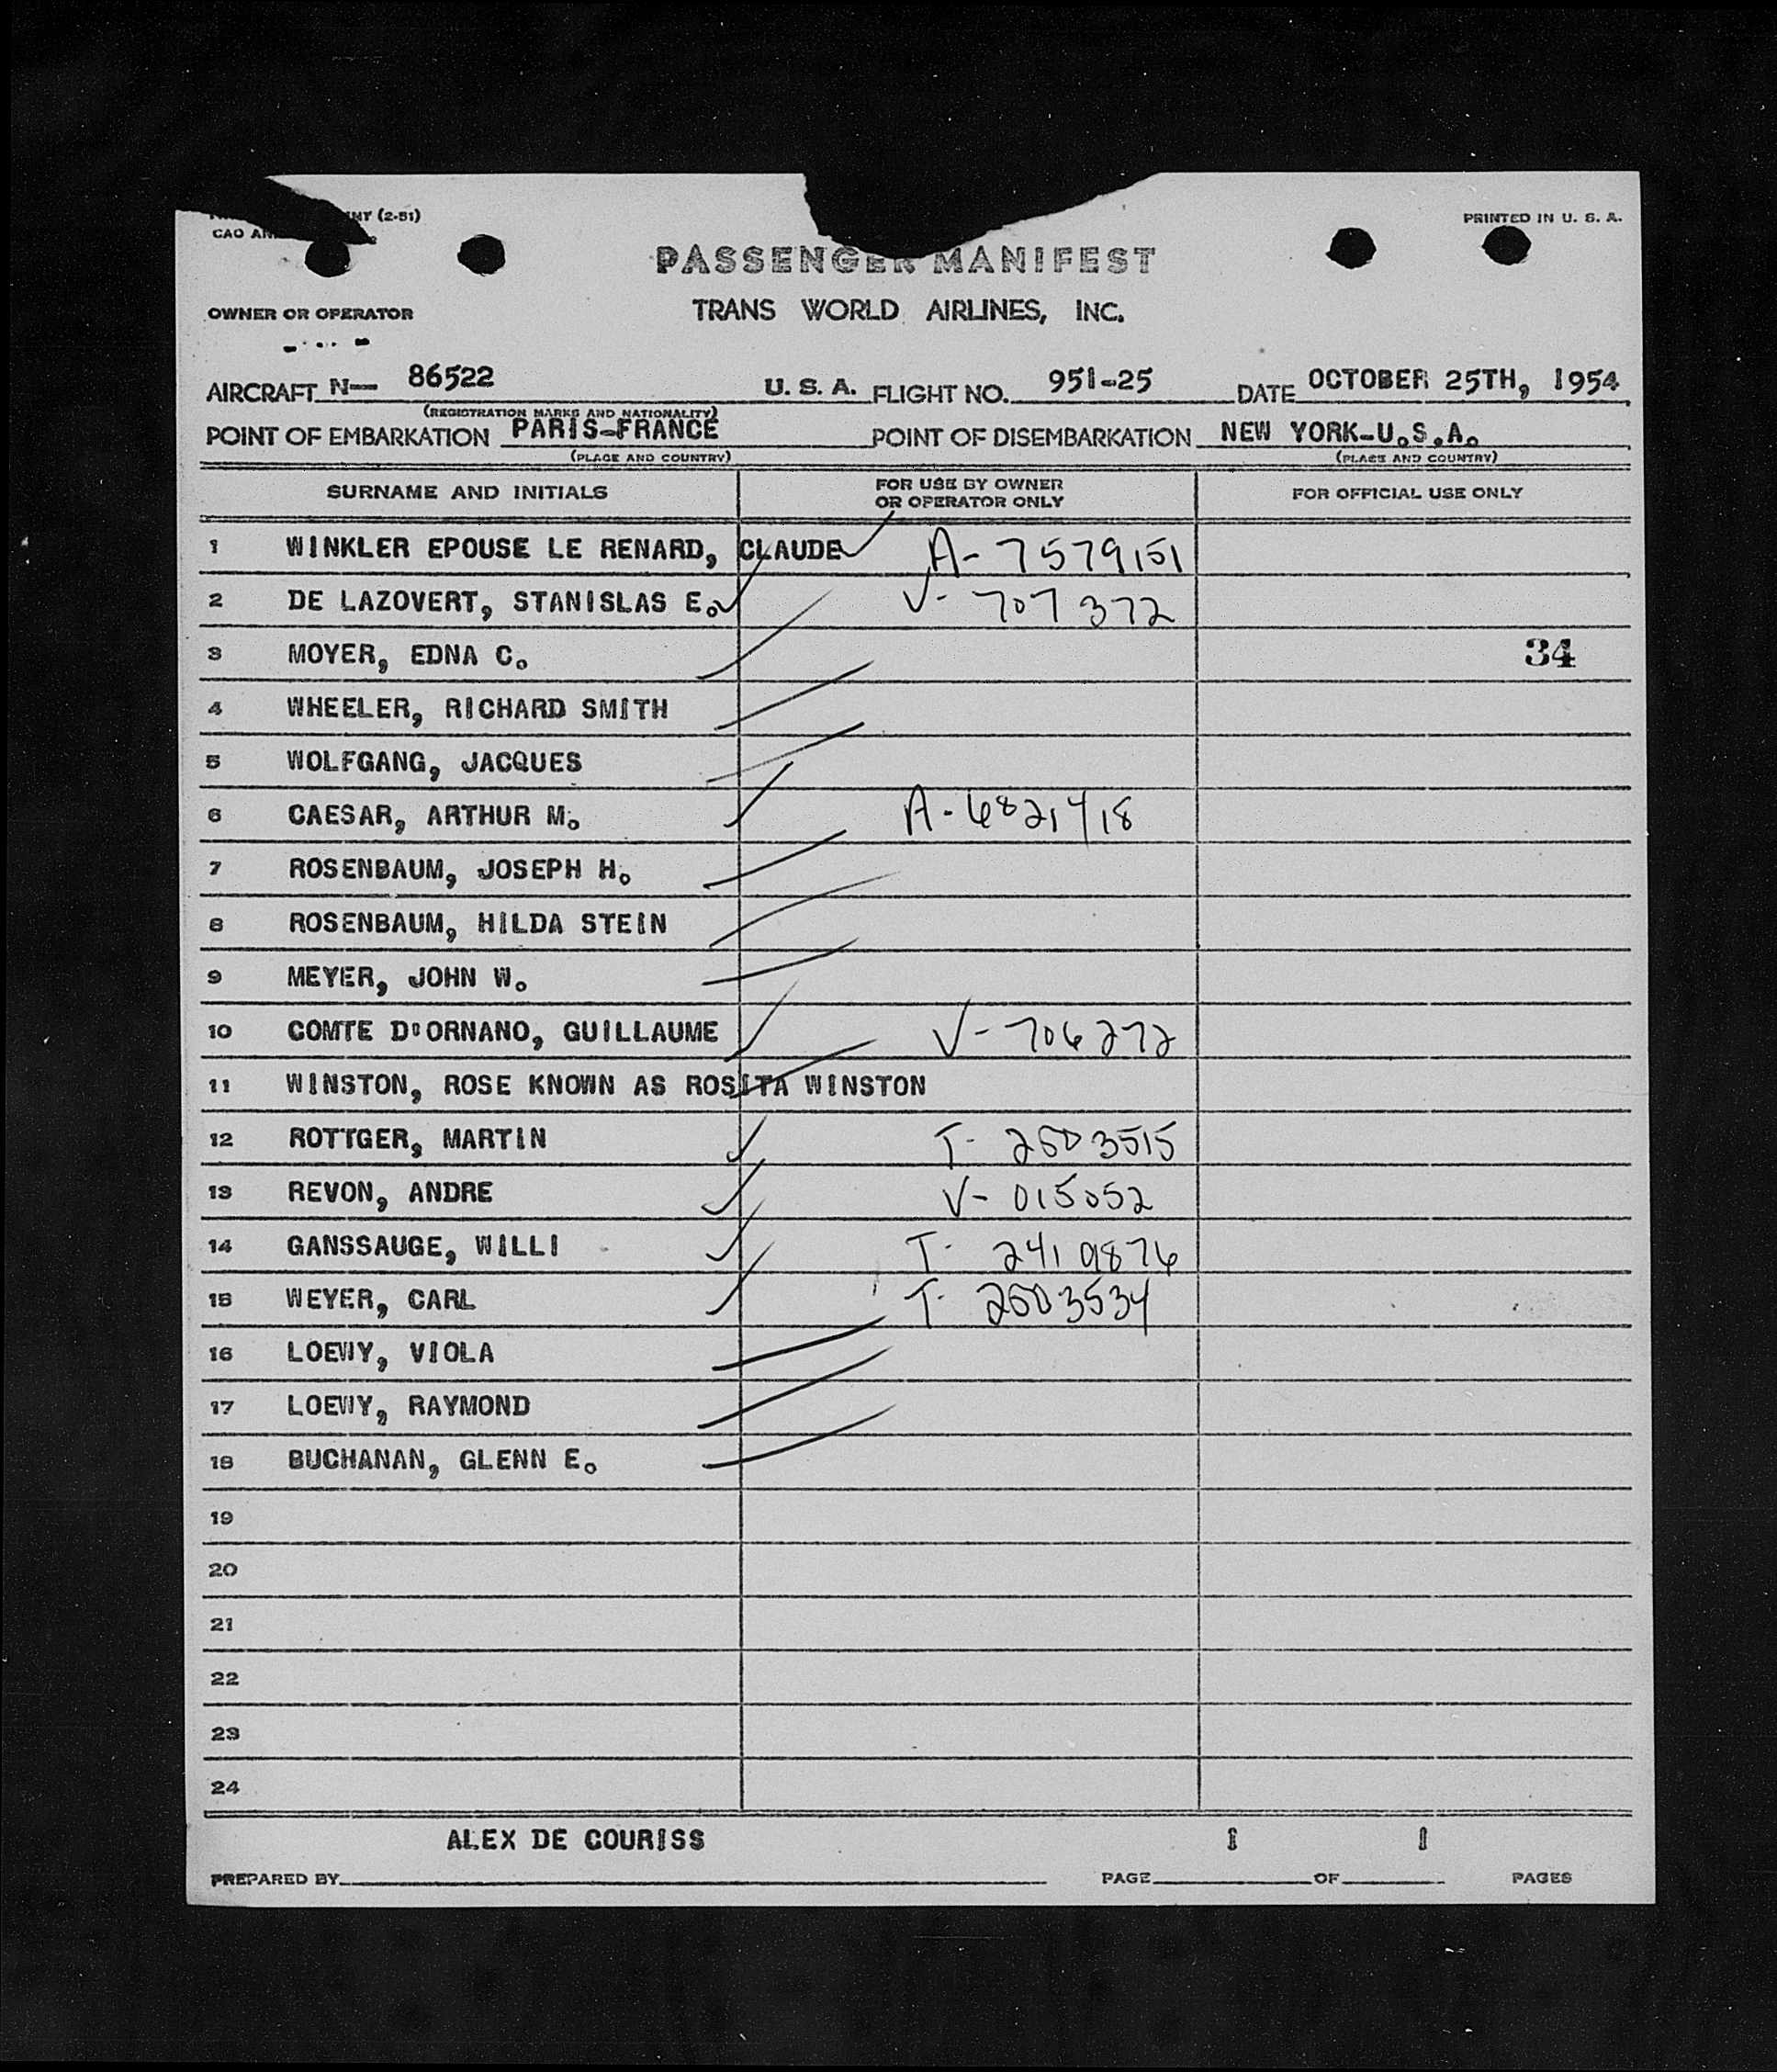 NT (2-51)
CAO
PRINTED IN U. S. A.
PASSENGER MANIFEST
OWNER OR OPERATOR
TRANS WORLD AIRLINES, INC.
AIRCRAFT N— 86522 U. S. A. FLIGHT NO. 951-25 DATE OCTOBER 25TH, 1954
(REGISTRATION MARKS AND NATIONALITY)
POINT OF EMBARKATION PARIS-FRANCE POINT OF DISEMBARKATION NEW YORK-U.S.A.
(PLACE AND COUNTRY) (PLACE AND COUNTRY)
SURNAME AND INITIALS FOR USE BY OWNER OR OPERATOR ONLY FOR OFFICIAL USE ONLY
1 WINKLER EPOUSE LE RENARD, CLAUDE A-7579151
2 DE LAZOVERT, STANISLAS E. V-707372
3 MOYER, EDNA C. 34
4 WHEELER, RICHARD SMITH
5 WOLFGANG, JACQUES
6 CAESAR, ARTHUR M. A-6821418
7 ROSENBAUM, JOSEPH H.
8 ROSENBAUM, HILDA STEIN
9 MEYER, JOHN W.
10 COMTE D'ORNANO, GUILLAUME V-706272
11 WINSTON, ROSE KNOWN AS ROSITA WINSTON
12 ROTTGER, MARTIN T-2503515
13 REVON, ANDRE V-015052
14 GANSSAUGE, WILLI T-2419876
15 WEYER, CARL T-2503534
16 LOEWY, VIOLA
17 LOEWY, RAYMOND
18 BUCHANAN, GLENN E.
19
20
21
22
23
24
ALEX DE COURISS 1 1
PREPARED BY PAGE OF PAGES